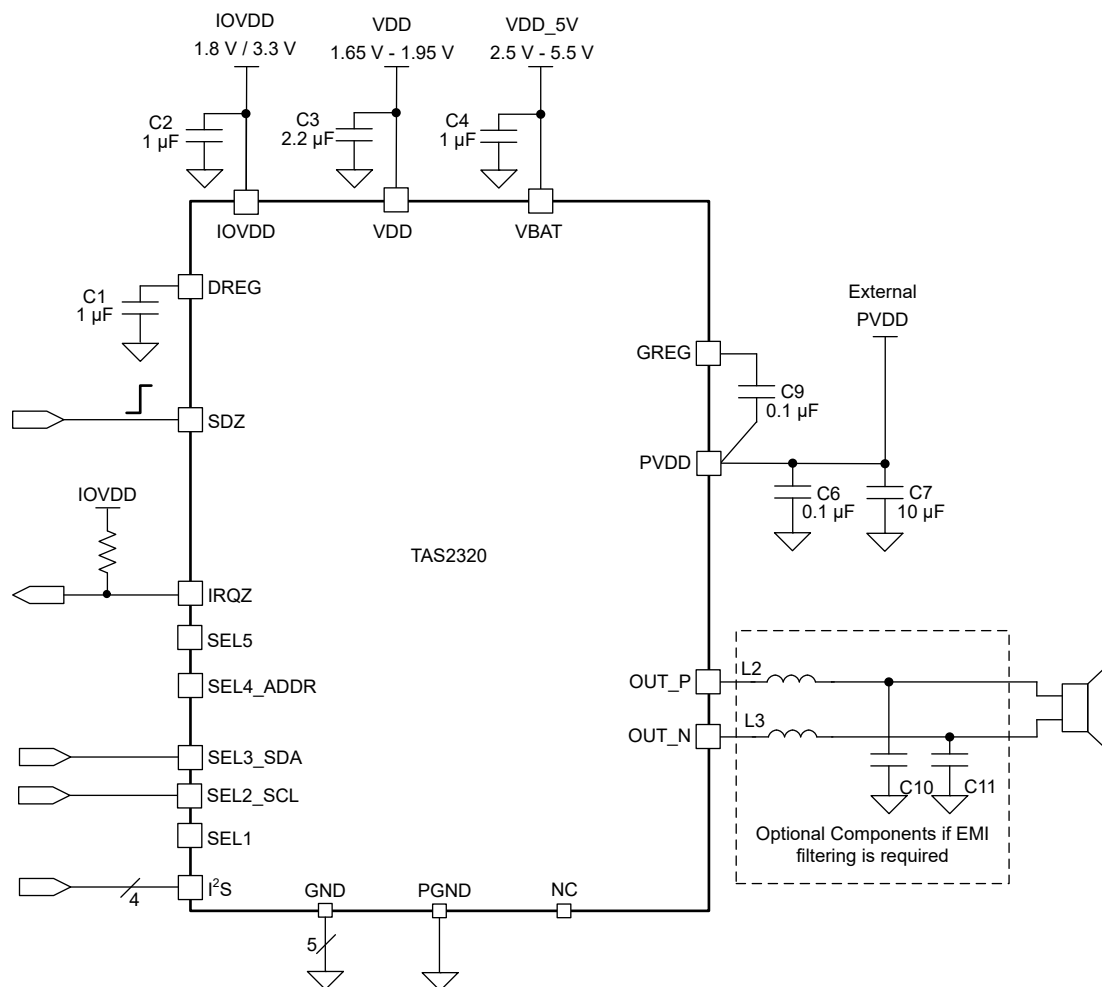 IOVDD
1.8 V / 3.3 V
VDD
1.65 V - 1.95 V
VDD_5V
2.5 V - 5.5 V
C2
1 µF
C3
2.2 µF
C4
1 µF
IOVDD
VDD
VBAT
C1
1 µF
DREG
External
PVDD
GREG
C9
0.1 µF
SDZ
PVDD
C6
0.1 µF
C7
10 µF
IOVDD
TAS2320
IRQZ
SEL5
SEL4_ADDR
OUT_P
L2
OUT_N
L3
SEL3_SDA
SEL2_SCL
C10
C11
SEL1
Optional Components if EMI
filtering is required
4
I²S
GND
PGND
NC
5